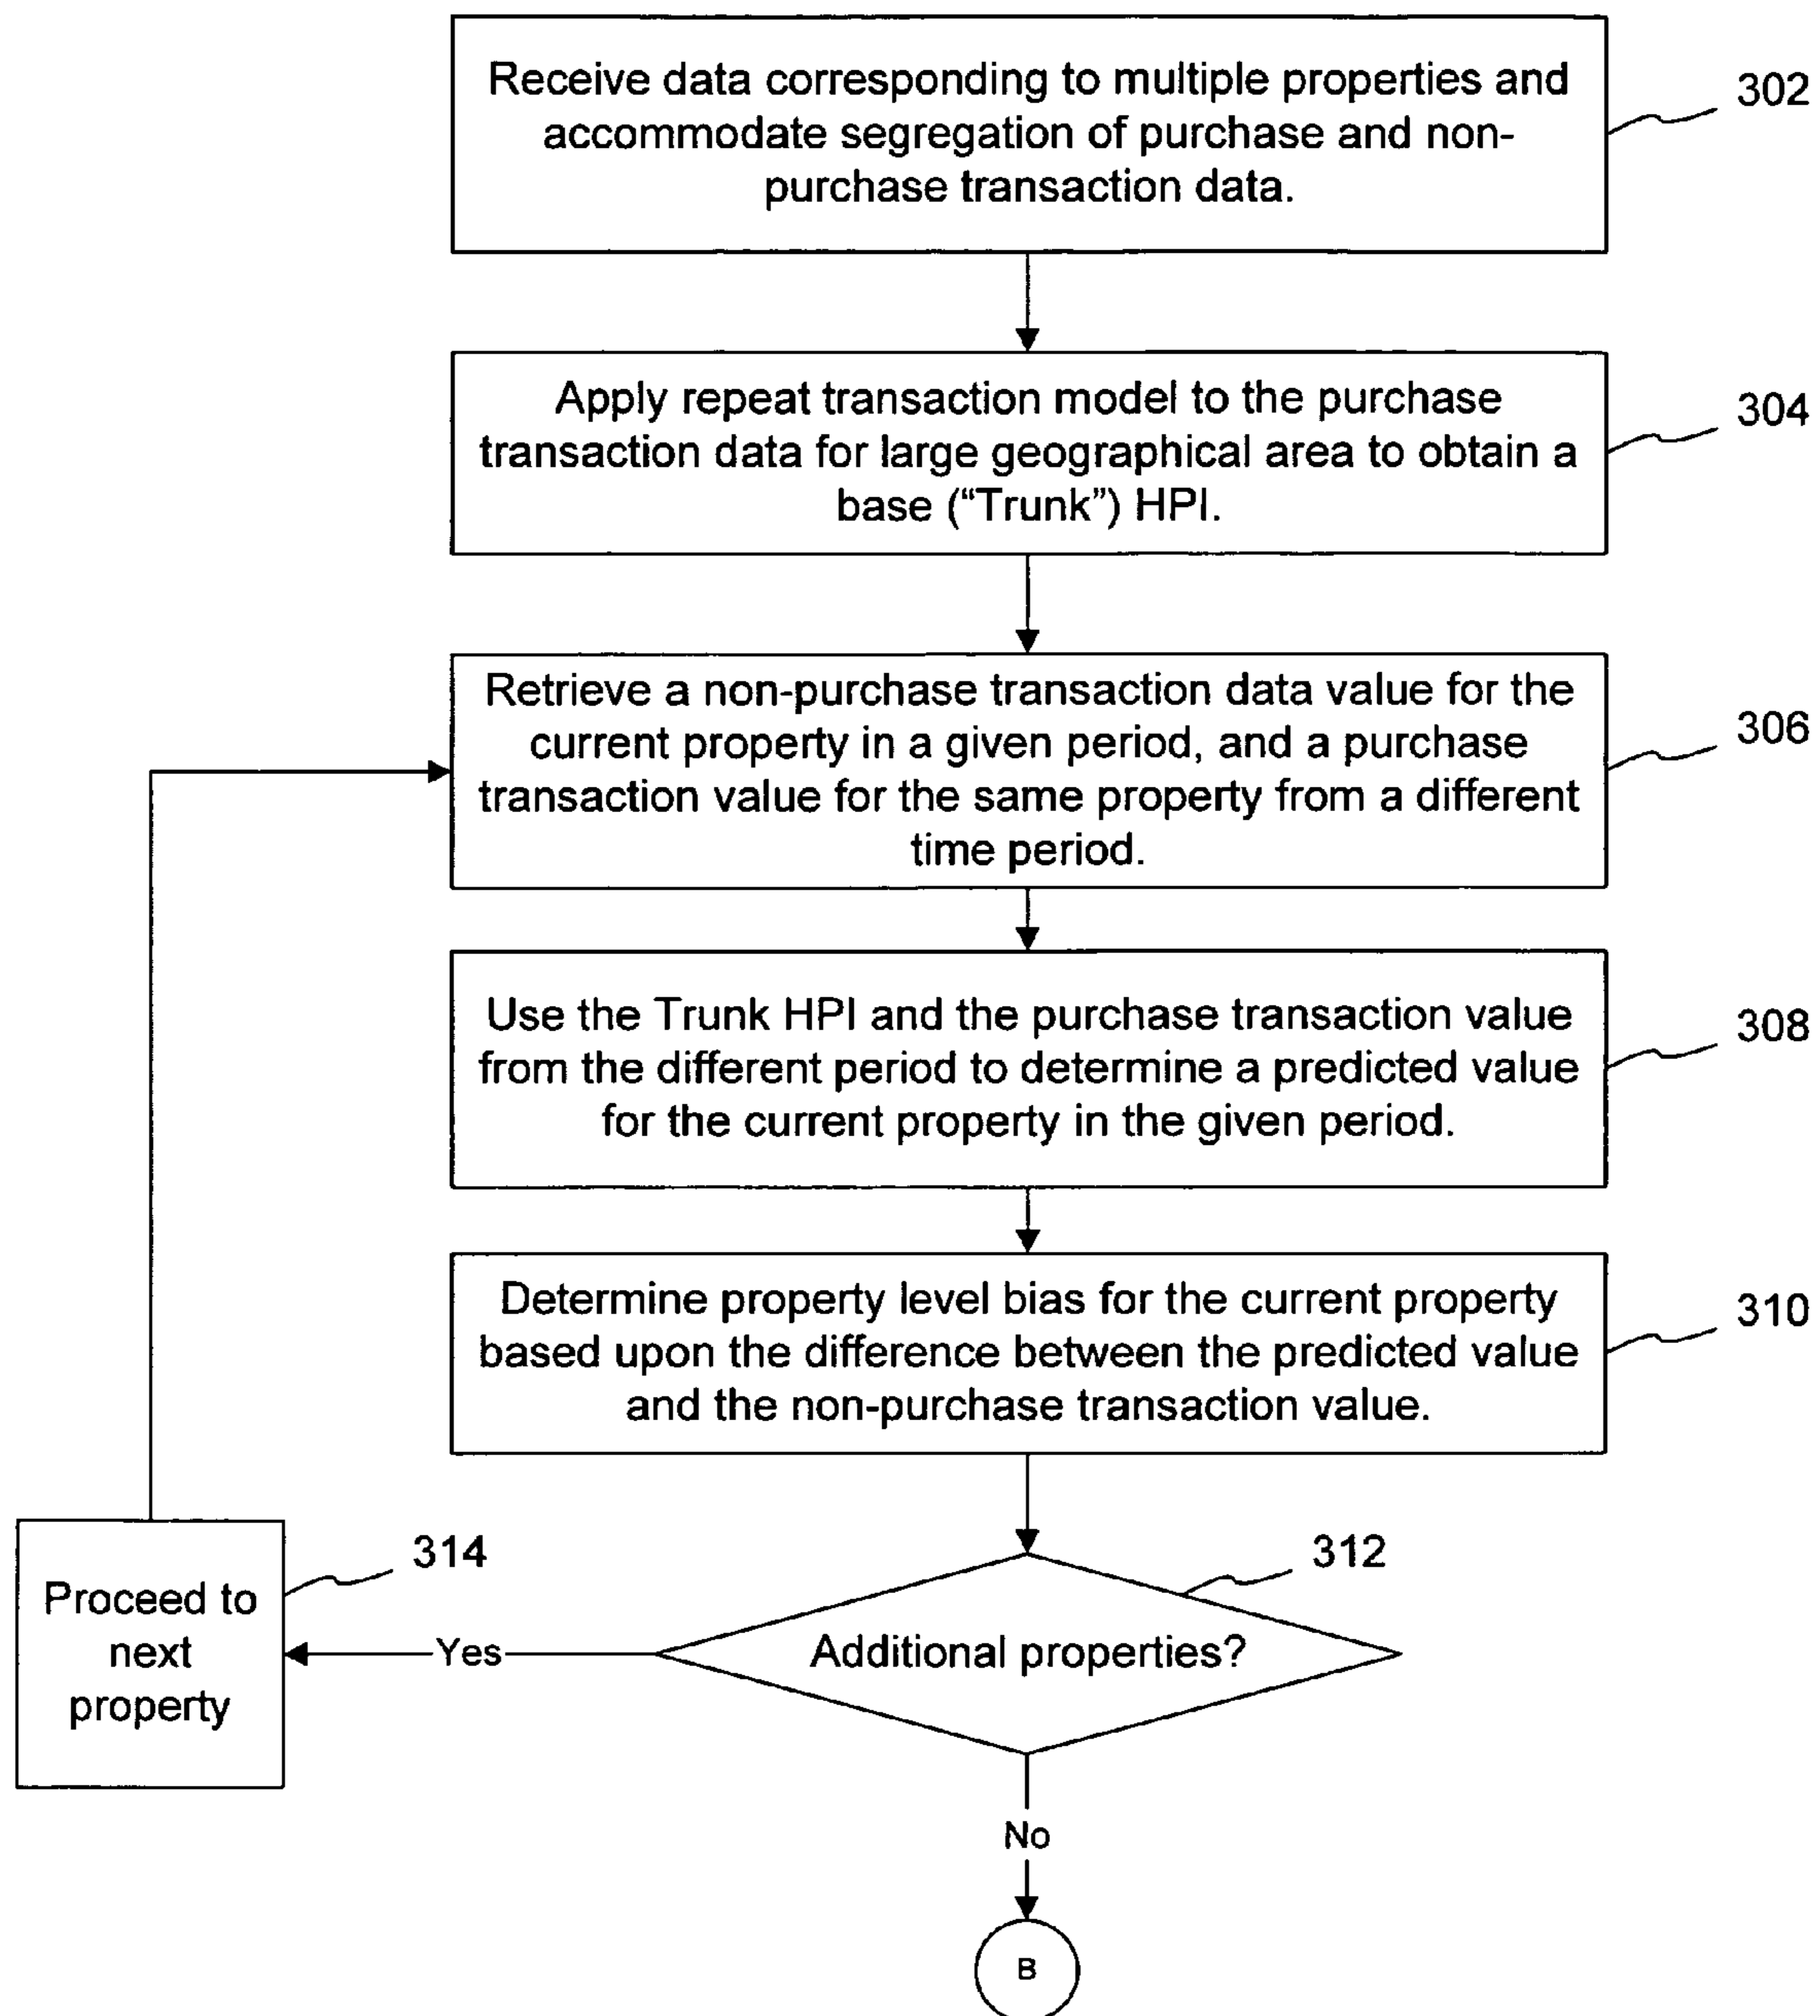 Receive data corresponding to multiple properties and
accommodate segregation of purchase and non-
purchase transaction data.
302
Apply repeat transaction model to the purchase
transaction data for large geographical area to obtain a
base (“Trunk”) HPI.
304
Retrieve a non-purchase transaction data value for the
current property in a given period, and a purchase
transaction value for the same property from a different
time period.
306
Use the Trunk HPI and the purchase transaction value
from the different period to determine a predicted value
for the current property in the given period.
308
Determine property level bias for the current property
based upon the difference between the predicted value
and the non-purchase transaction value.
310
Additional properties?
312
Yes
Proceed to
next
property
314
No
B